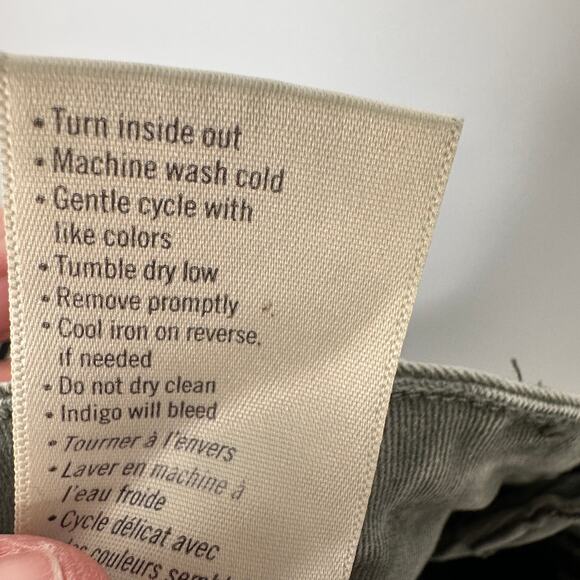 • Turn inside out
• Machine wash cold
• Gentle cycle with
like colors
• Tumble dry low
• Remove promptly
• Cool iron on reverse,
if needed
• Do not dry clean
• Indigo will bleed
• Tourner à l'envers
• Laver en machine à
l'eau froide
• Cycle délicat avec
couleurs